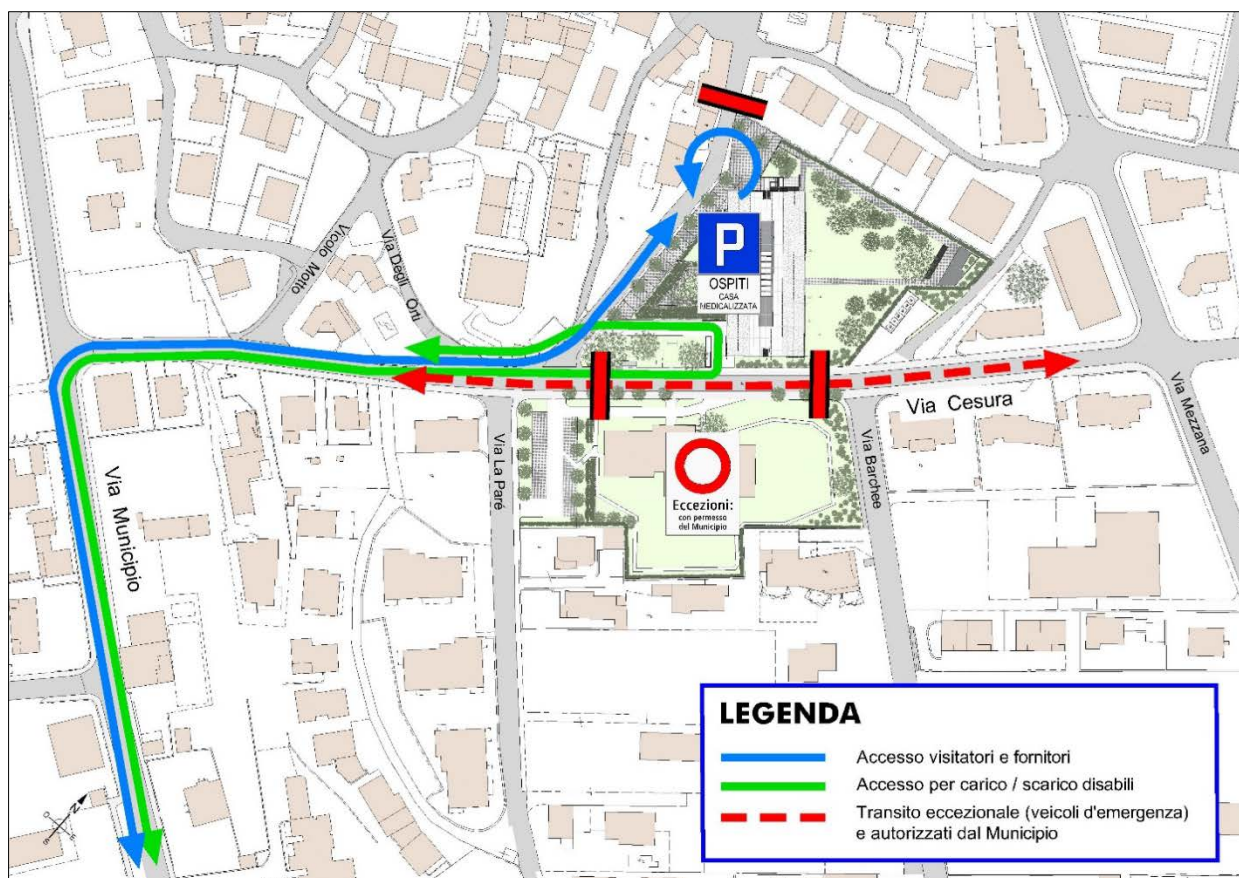 P
OSPITI
CASA
MEDICALIZZATA
Vicolo Motto
Via Degli Orti
Via Cesura
Via Mezzana
Via Municipio
Via La Paré
Via Barchee
Eccezioni:
con permesso
del Municipio
LEGENDA
Accesso visitatori e fornitori
Accesso per carico / scarico disabili
Transito eccezionale (veicoli d'emergenza)
e autorizzati dal Municipio
N